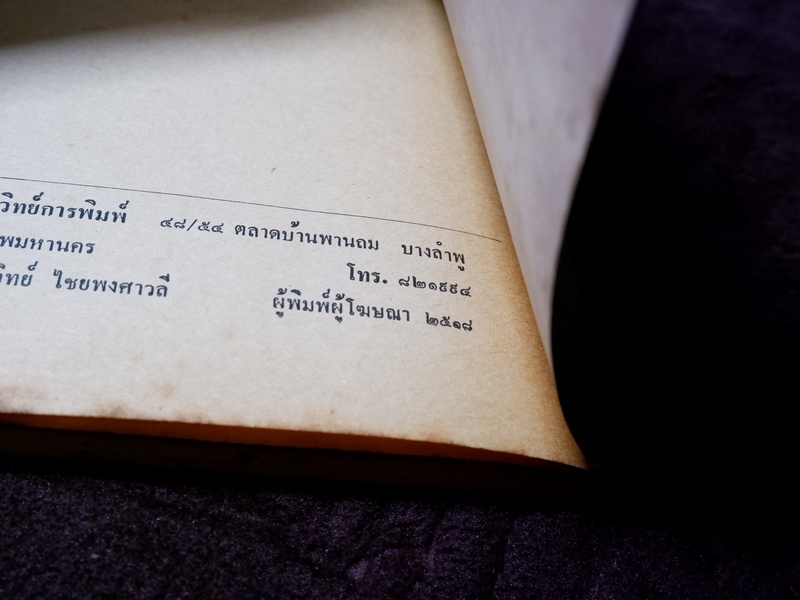 วิทย์การพิมพ์ ๔๘/๕๔ ตลาดบ้านพานถม บางลำพู
พมหานคร โทร. ๘๒๑๙๙๔
วิทย์ ไชยพงศาวลี ผู้พิมพ์ผู้โฆษณา ๒๕๑๘